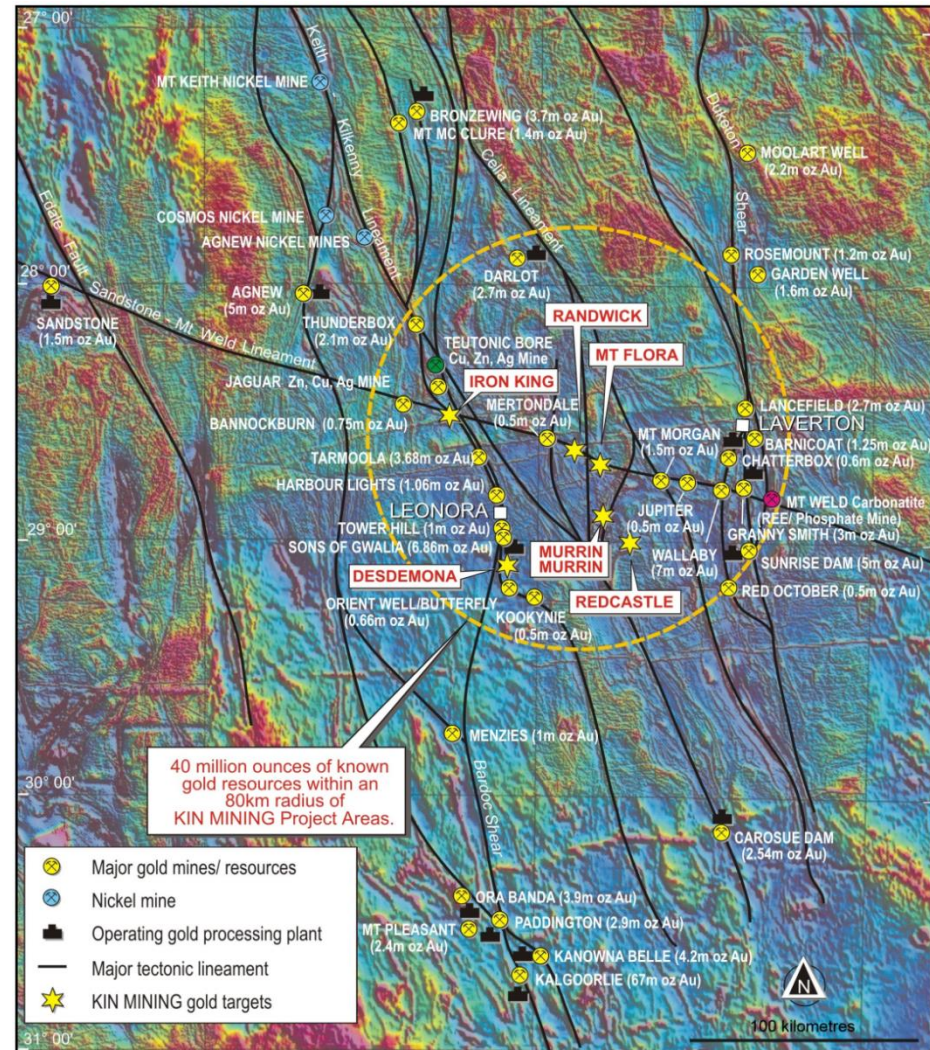 27° 00'
Keith - Kilkenny Lineament
MT KEITH NICKEL MINE
BRONZEWING (3.7m oz Au)
MT MC CLURE (1.4m oz Au)
Celia Lineament
Duketon Shear
MOOLART WELL
(2.2m oz Au)
COSMOS NICKEL MINE
AGNEW NICKEL MINES
Edale Fault
ROSEMOUNT (1.2m oz Au)
GARDEN WELL
(1.6m oz Au)
DARLOT
(2.7m oz Au)
28° 00'
Sandstone - Mt Weld Lineament
AGNEW
(5m oz Au)
SANDSTONE
(1.5m oz Au)
THUNDERBOX
(2.1m oz Au)
RANDWICK
TEUTONIC BORE
Cu, Zn, Ag Mine
MT FLORA
JAGUAR Zn, Cu, Ag MINE
IRON KING
MERTONDALE
(0.5m oz Au)
BANNOCKBURN (0.75m oz Au)
LANCEFIELD (2.7m oz Au)
LAVERTON
MT MORGAN
(1.5m oz Au)
BARNICOAT (1.25m oz Au)
CHATTERBOX (0.6m oz Au)
TARMOOLA (3.68m oz Au)
HARBOUR LIGHTS (1.06m oz Au)
LEONORA
MT WELD Carbonatite
(REE/ Phosphate Mine)
JUPITER
(0.5m oz Au)
GRANNY SMITH (3m oz Au)
29° 00'
TOWER HILL (1m oz Au)
SONS OF GWALIA (6.86m oz Au)
MURRIN
MURRIN
WALLABY
(7m oz Au)
SUNRISE DAM (5m oz Au)
DESDEMONA
REDCASTLE
RED OCTOBER (0.5m oz Au)
ORIENT WELL/BUTTERFLY
(0.66m oz Au)
KOOKYNIE
(0.5m oz Au)
MENZIES (1m oz Au)
40 million ounces of known
gold resources within an
80km radius of
KIN MINING Project Areas.
Bardoc Shear
30° 00'
CAROSUE DAM
(2.54m oz Au)
Major gold mines/ resources
Nickel mine
Operating gold processing plant
Major tectonic lineament
KIN MINING gold targets
ORA BANDA (3.9m oz Au)
PADDINGTON (2.9m oz Au)
MT PLEASANT
(2.4m oz Au)
KANOWNA BELLE (4.2m oz Au)
KALGOORLIE (67m oz Au)
N
100 kilometres
31° 00'